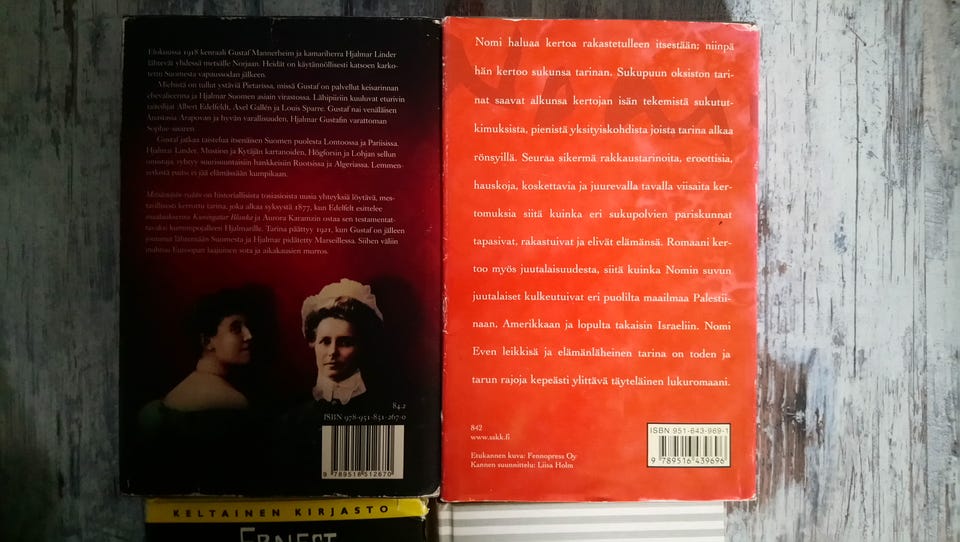 Elokuussa 1918 kenraali Gustaf Mannerheim ja kamariherra Hjalmar Linder
lähtevät yhdessä metsälle Norjaan. Heidät on käytännöllisesti katsoen karko-
tettu Suomesta vapaussodan jälkeen.
Miehistä on tullut ystäviä Pietarissa, missä Gustaf on palvellut keisarinnan
chevalierina ja Hjalmar Suomen asiain virastossa. Lähipiiriin kuuluvat eturivin
taiteilijat Albert Edelfelt, Axel Gallén ja Louis Sparre. Gustaf nai venäläisen
Anastasia Arapovan ja hyvän varallisuuden, Hjalmar Gustafin varattoman
Sophie-sisaren.
Gustaf jatkaa taistelua itsenäisen Suomen puolesta Lontoossa ja Pariisissa.
Hjalmar Linder, Mustion ja Kytäjän kartanoiden, Högforsin ja Lohjan sellun
omistaja ryhtyy suurisuuntaisiin hankkeisiin Ruotsissa ja Algeriassa. Lemmen-
onni ei jää elämässään kumpikaan.
on historiallisista tosiasioista uusia yhteyksiä löytävä, mes-
tarillisesti kerrottu tarina, joka alkaa syksystä 1877, kun Edelfelt esittelee
maalauksensa Kuningatar Blanka ja Aurora Karamzin ostaa sen testamentat-
tavaksi kummipojalleen Hjalmarille. Tarina päättyy 1921, kun Gustaf on jälleen
joutunut lähtemään Suomesta ja Hjalmar pidätetty Marseillessa. Siihen väliin
mahtuu Euroopan laajuinen sota ja aikakausien murros.
84.2
ISBN 978-951-851-267-0
9 789518 512670
Nomi haluaa kertoa rakastetulleen itsestään; niinpä
hän kertoo sukunsa tarinan. Sukupuun oksiston tari-
nat saavat alkunsa kertojan isän tekemistä sukutut-
kimuksista, pienistä yksityiskohdista joista tarina alkaa
rönsyillä. Seuraa sikermä rakkaustarinoita, eroottisia,
hauskoja, koskettavia ja juurevalla tavalla viisaita ker-
tomuksia siitä kuinka eri sukupolvien pariskunnat
tapasivat, rakastuivat ja elivät elämänsä. Romaani ker-
too myös juutalaisuudesta, siitä kuinka Nomin suvun
juutalaiset kulkeutuivat eri puolilta maailmaa Palestii-
naan, Amerikkaan ja lopulta takaisin Israeliin. Nomi
Even leikkisä ja elämänläheinen tarina on toden ja
tarun rajoja kepeästi ylittävä täyteläinen lukuromaani.
842
www.sskk.fi
Etukannen kuva: Fennopress Oy
Kannen suunnittelu: Liisa Holm
ISBN 951-643-969-1
9 789516 439696
KELTAINEN KIRJASTO
ERNEST